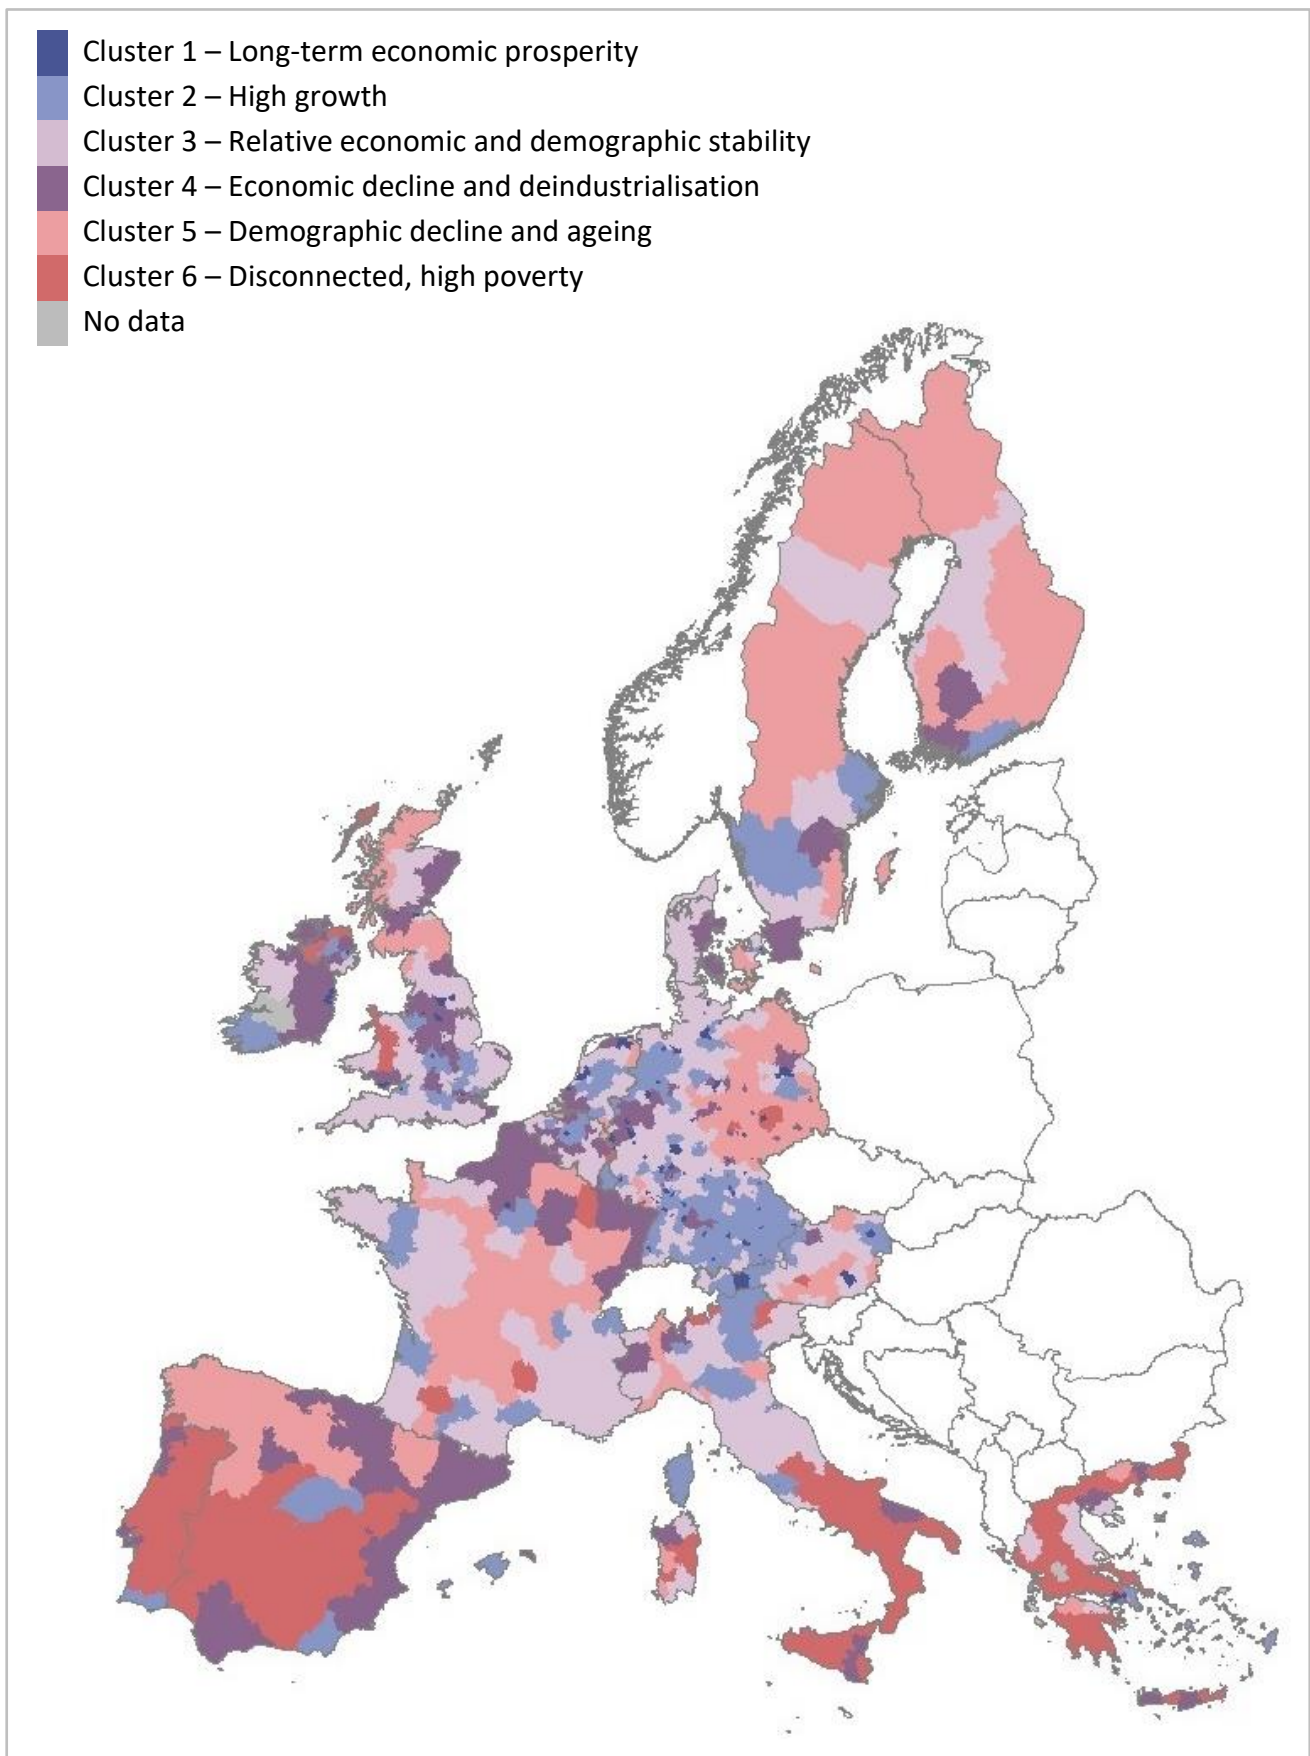 Cluster 1 – Long-term economic prosperity
Cluster 2 – High growth
Cluster 3 – Relative economic and demographic stability
Cluster 4 – Economic decline and deindustrialisation
Cluster 5 – Demographic decline and ageing
Cluster 6 – Disconnected, high poverty
No data